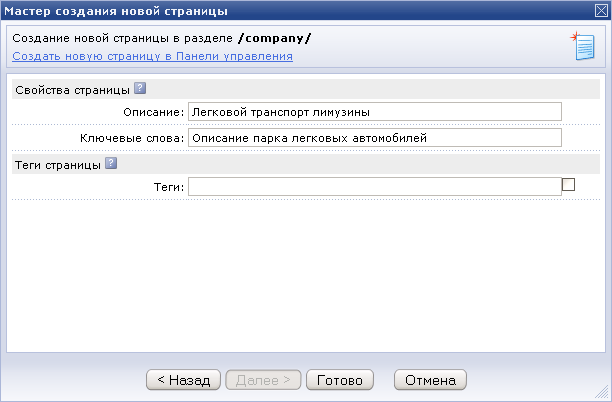 Мастер создания новой страницы
Создание новой страницы в разделе /company/
Создать новую страницу в Панели управления
Свойства страницы ?
Описание: Легковой транспорт лимузины
Ключевые слова: Описание парка легковых автомобилей
Теги страницы ?
Теги:
< Назад Далее > Готово Отмена